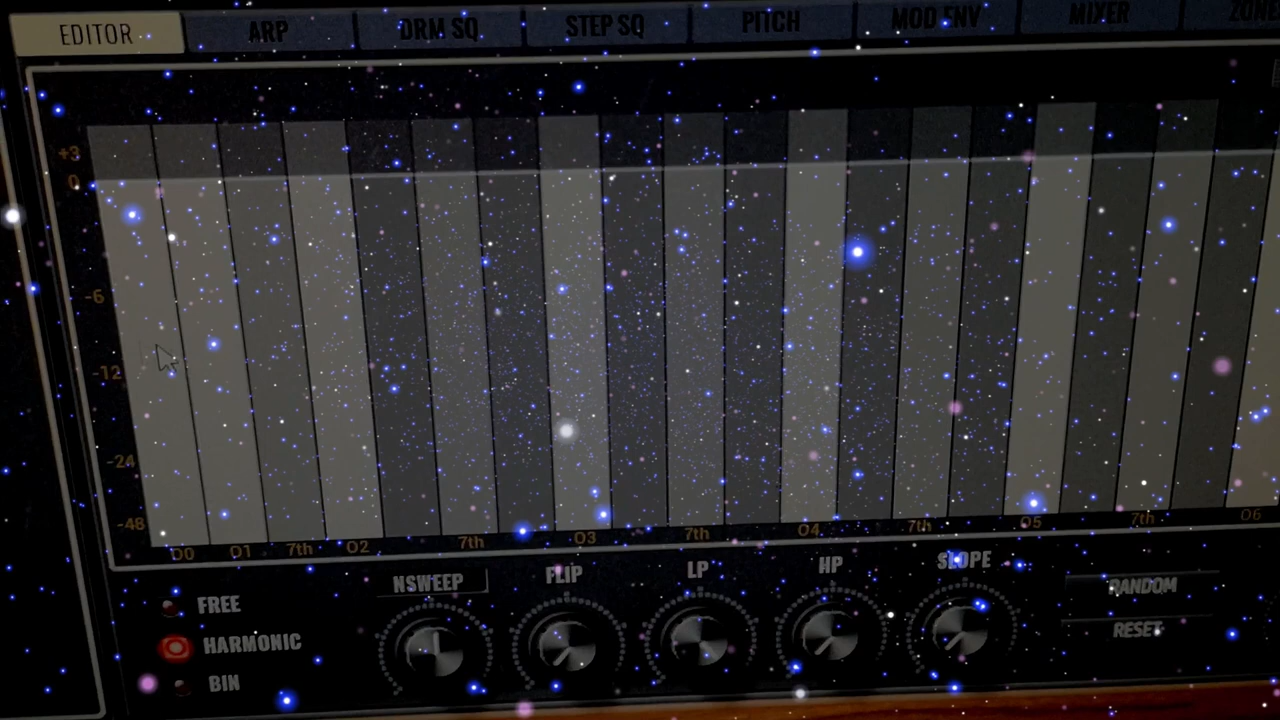 EDITOR ARP DRM SQ STEP SQ PITCH MOD ENV MIXER ZONE
+3
0
-6
-12
-24
-48
O0 O1 7th O2 7th O3 7th O4 7th O5 7th O6
NSWEEP FLIP LP HP SLOPE RANDOM
FREE
HARMONIC RESET
BIN